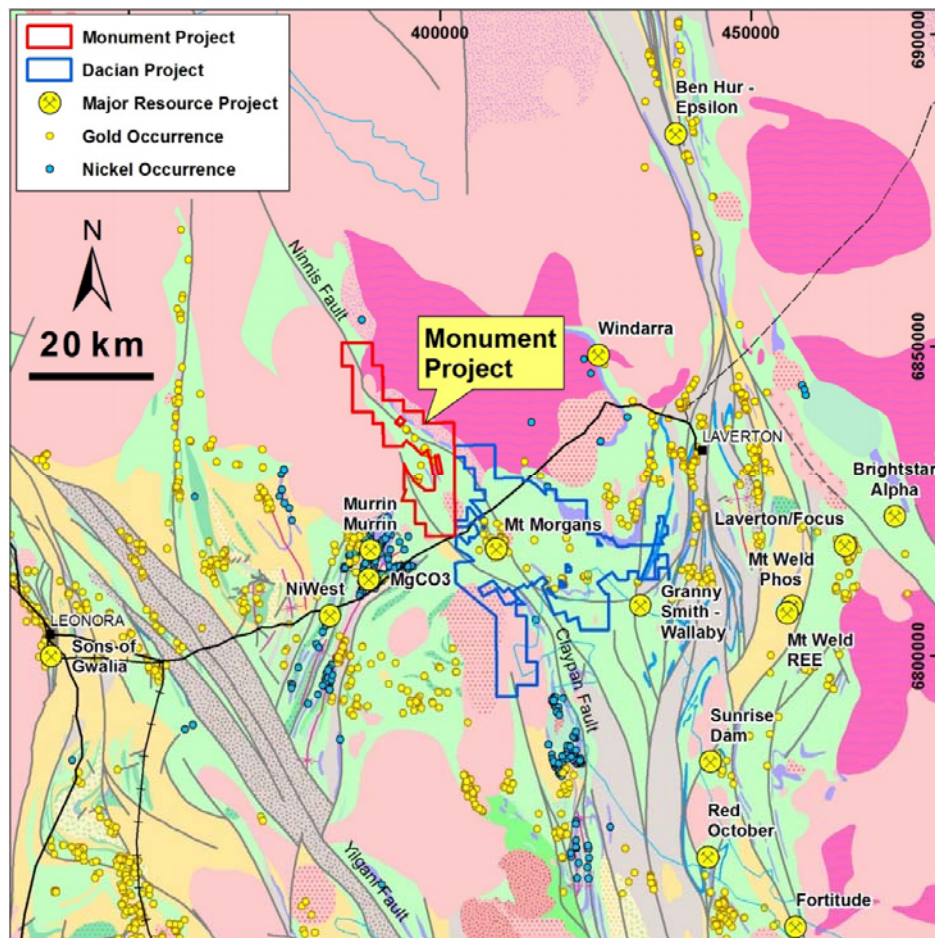 Monument Project
Dacian Project
Major Resource Project
Gold Occurrence
Nickel Occurrence
400000
450000
690000
Ben Hur -
Epsilon
N
20 km
Ninnis Fault
Monument
Project
Windarra
6850000
LAVERTON
Brightstar
Alpha
Murrin
Murrin
Mt Morgans
Laverton/Focus
Mt Weld
Phos
NiWest
MgCO3
Granny
Smith -
Wallaby
LEONORA
Sons of
Gwalia
Mt Weld
REE
6800000
Claypan Fault
Sunrise
Dam
Red
October
Yilgani Fault
Fortitude